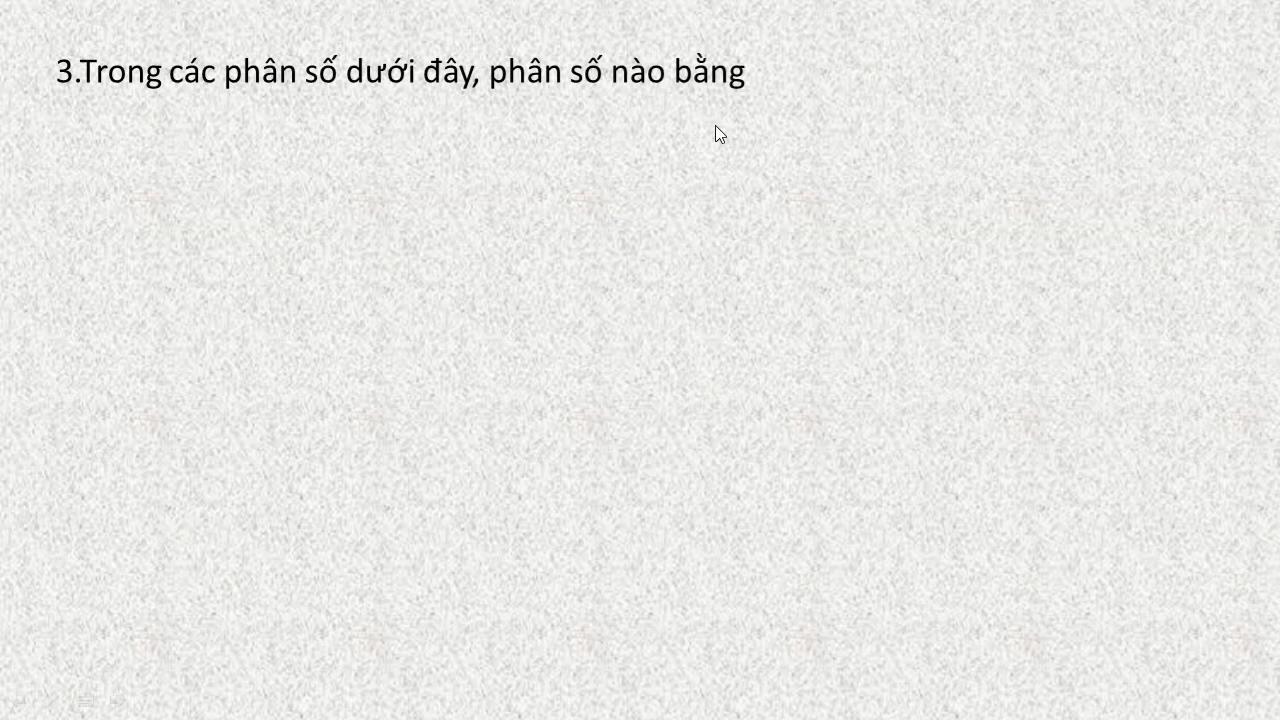 3.Trong các phân số dưới đây, phân số nào bằng